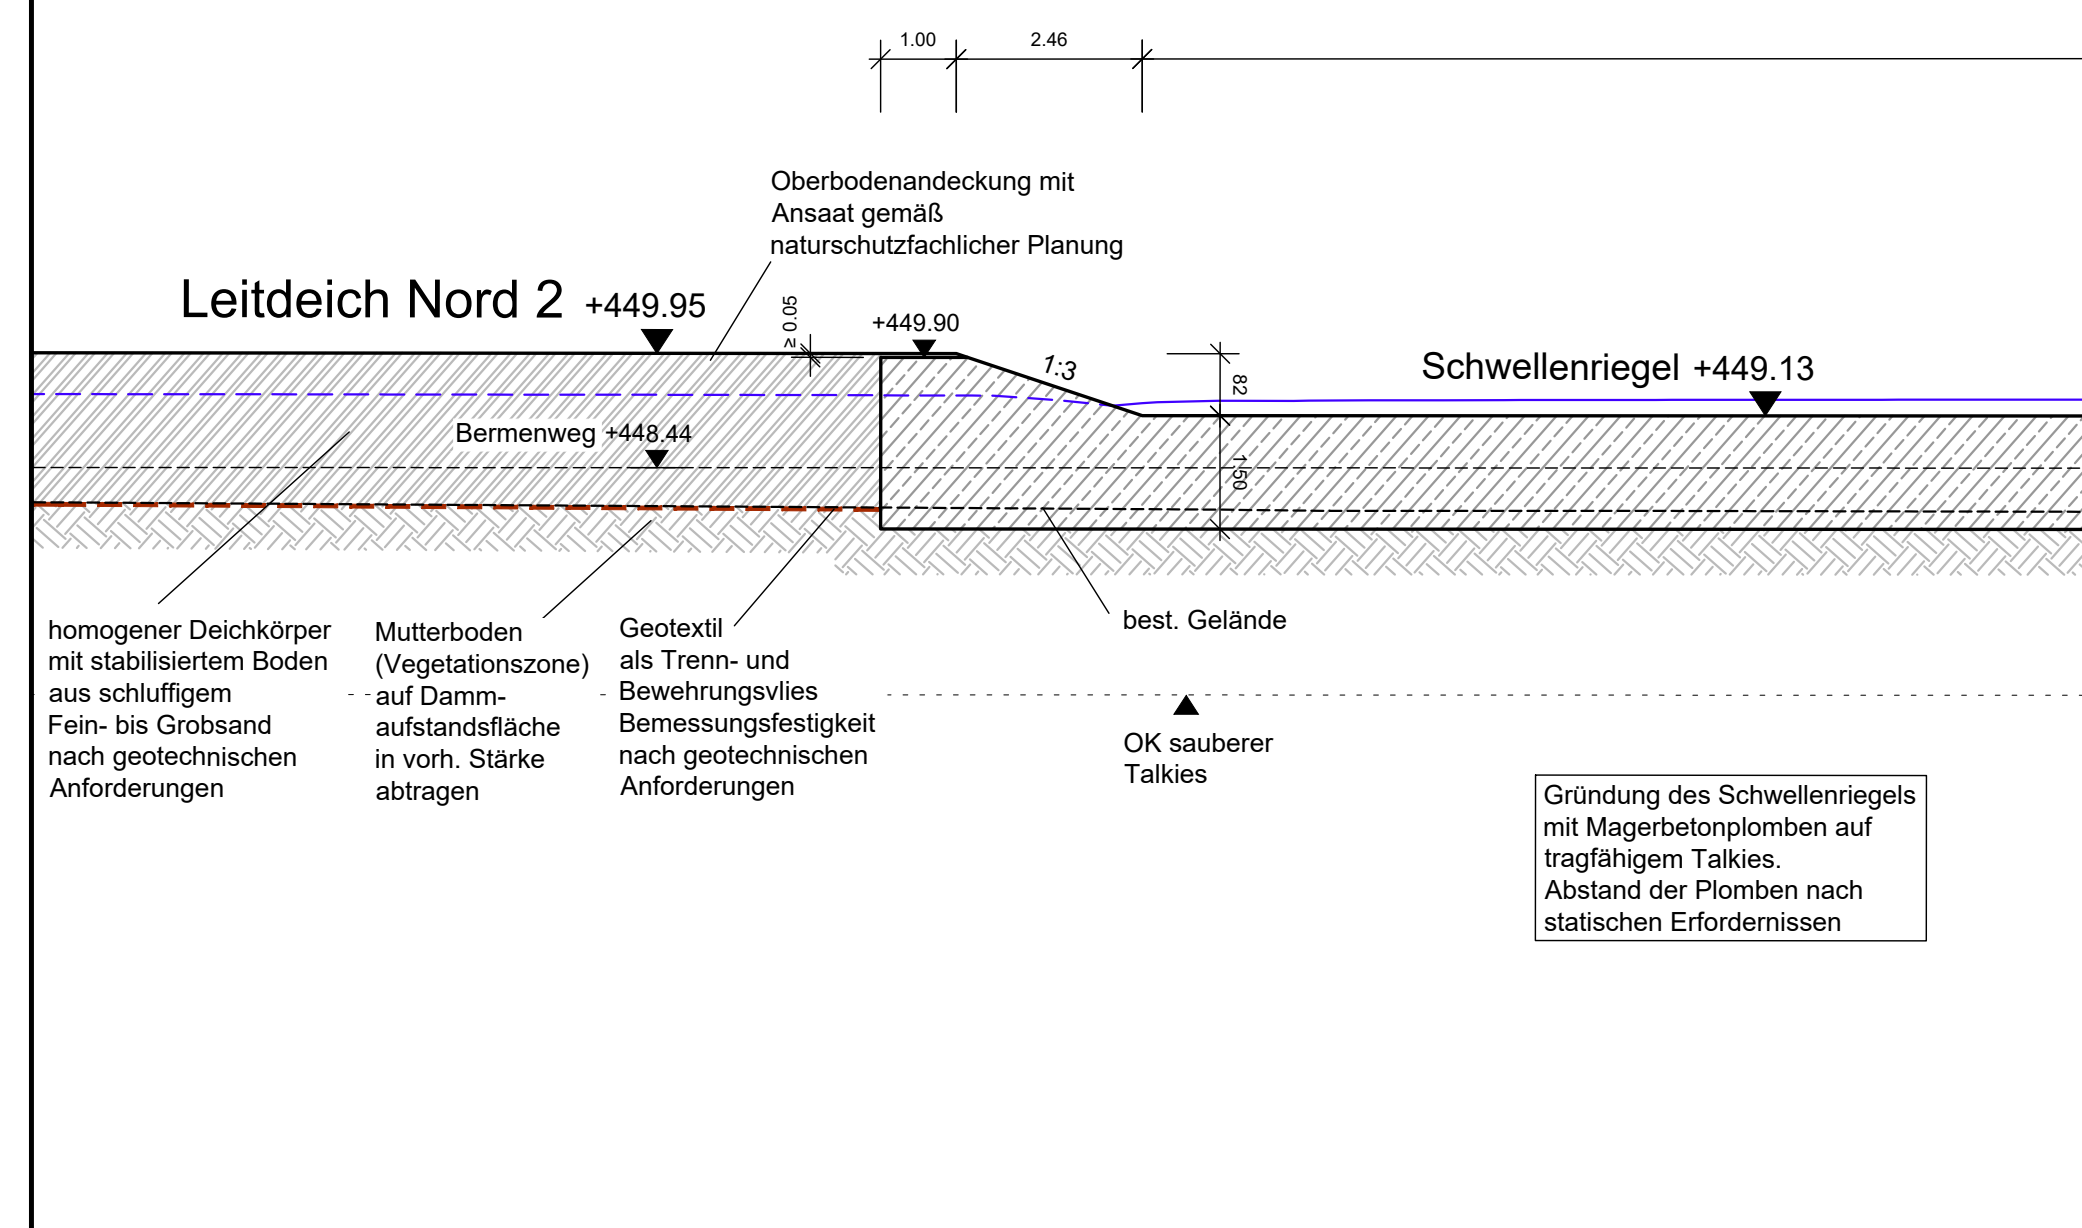 1.00
2.46
Oberbodenandeckung mit
Ansaat gemäß
naturschutzfachlicher Planung
Leitdeich Nord 2 +449.95
≥ 0.05
+449.90
1:3
82
Schwellenriegel +449.13
Bermenweg +448.44
1.50
homogener Deichkörper
mit stabilisiertem Boden
aus schluffigem
Fein- bis Grobsand
nach geotechnischen
Anforderungen
Mutterboden
(Vegetationszone)
auf Damm-
aufstandsfläche
in vorh. Stärke
abtragen
Geotextil
als Trenn- und
Bewehrungsvlies
Bemessungsfestigkeit
nach geotechnischen
Anforderungen
best. Gelände
OK sauberer
Talkies
Gründung des Schwellenriegels
mit Magerbetonplomben auf
tragfähigem Talkies.
Abstand der Plomben nach
statischen Erfordernissen